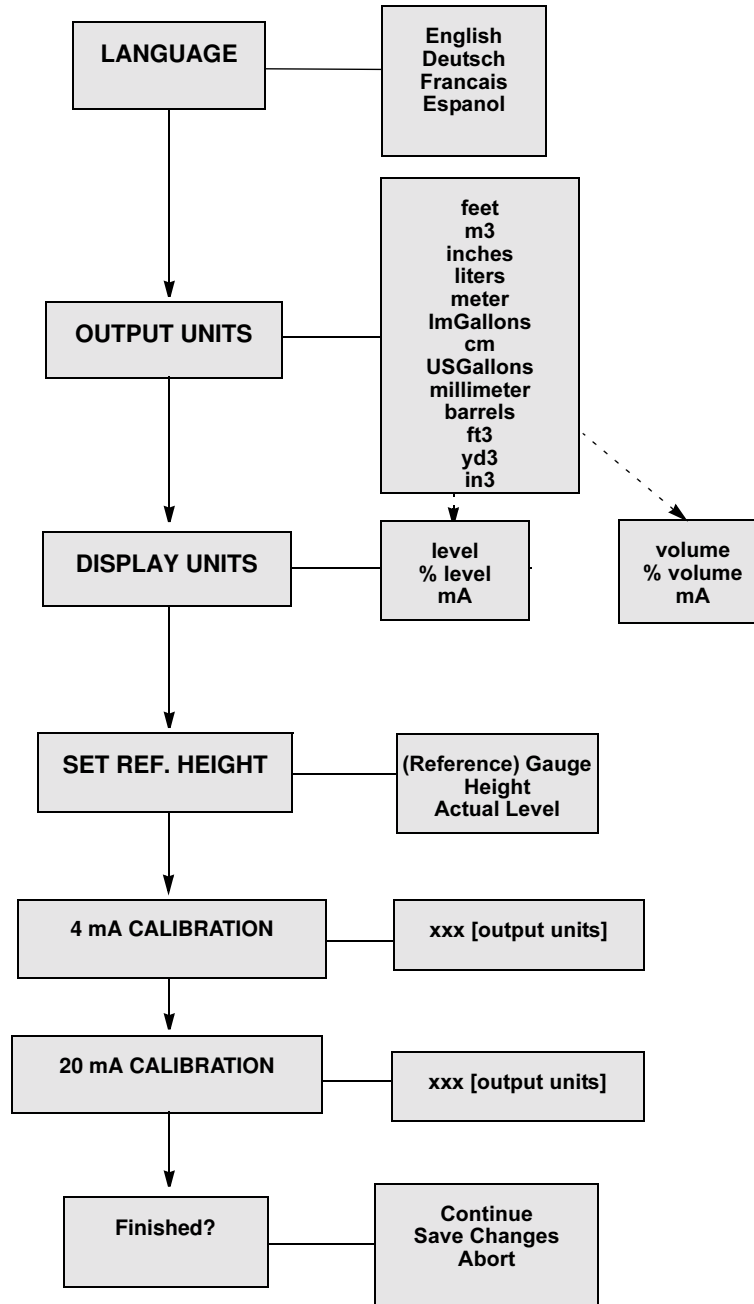 LANGUAGE
English
Deutsch
Francais
Espanol
OUTPUT UNITS
feet
m3
inches
liters
meter
ImGallons
cm
USGallons
millimeter
barrels
ft3
yd3
in3
DISPLAY UNITS
level
% level
mA
volume
% volume
mA
SET REF. HEIGHT
(Reference) Gauge
Height
Actual Level
4 mA CALIBRATION
xxx [output units]
20 mA CALIBRATION
xxx [output units]
Finished?
Continue
Save Changes
Abort